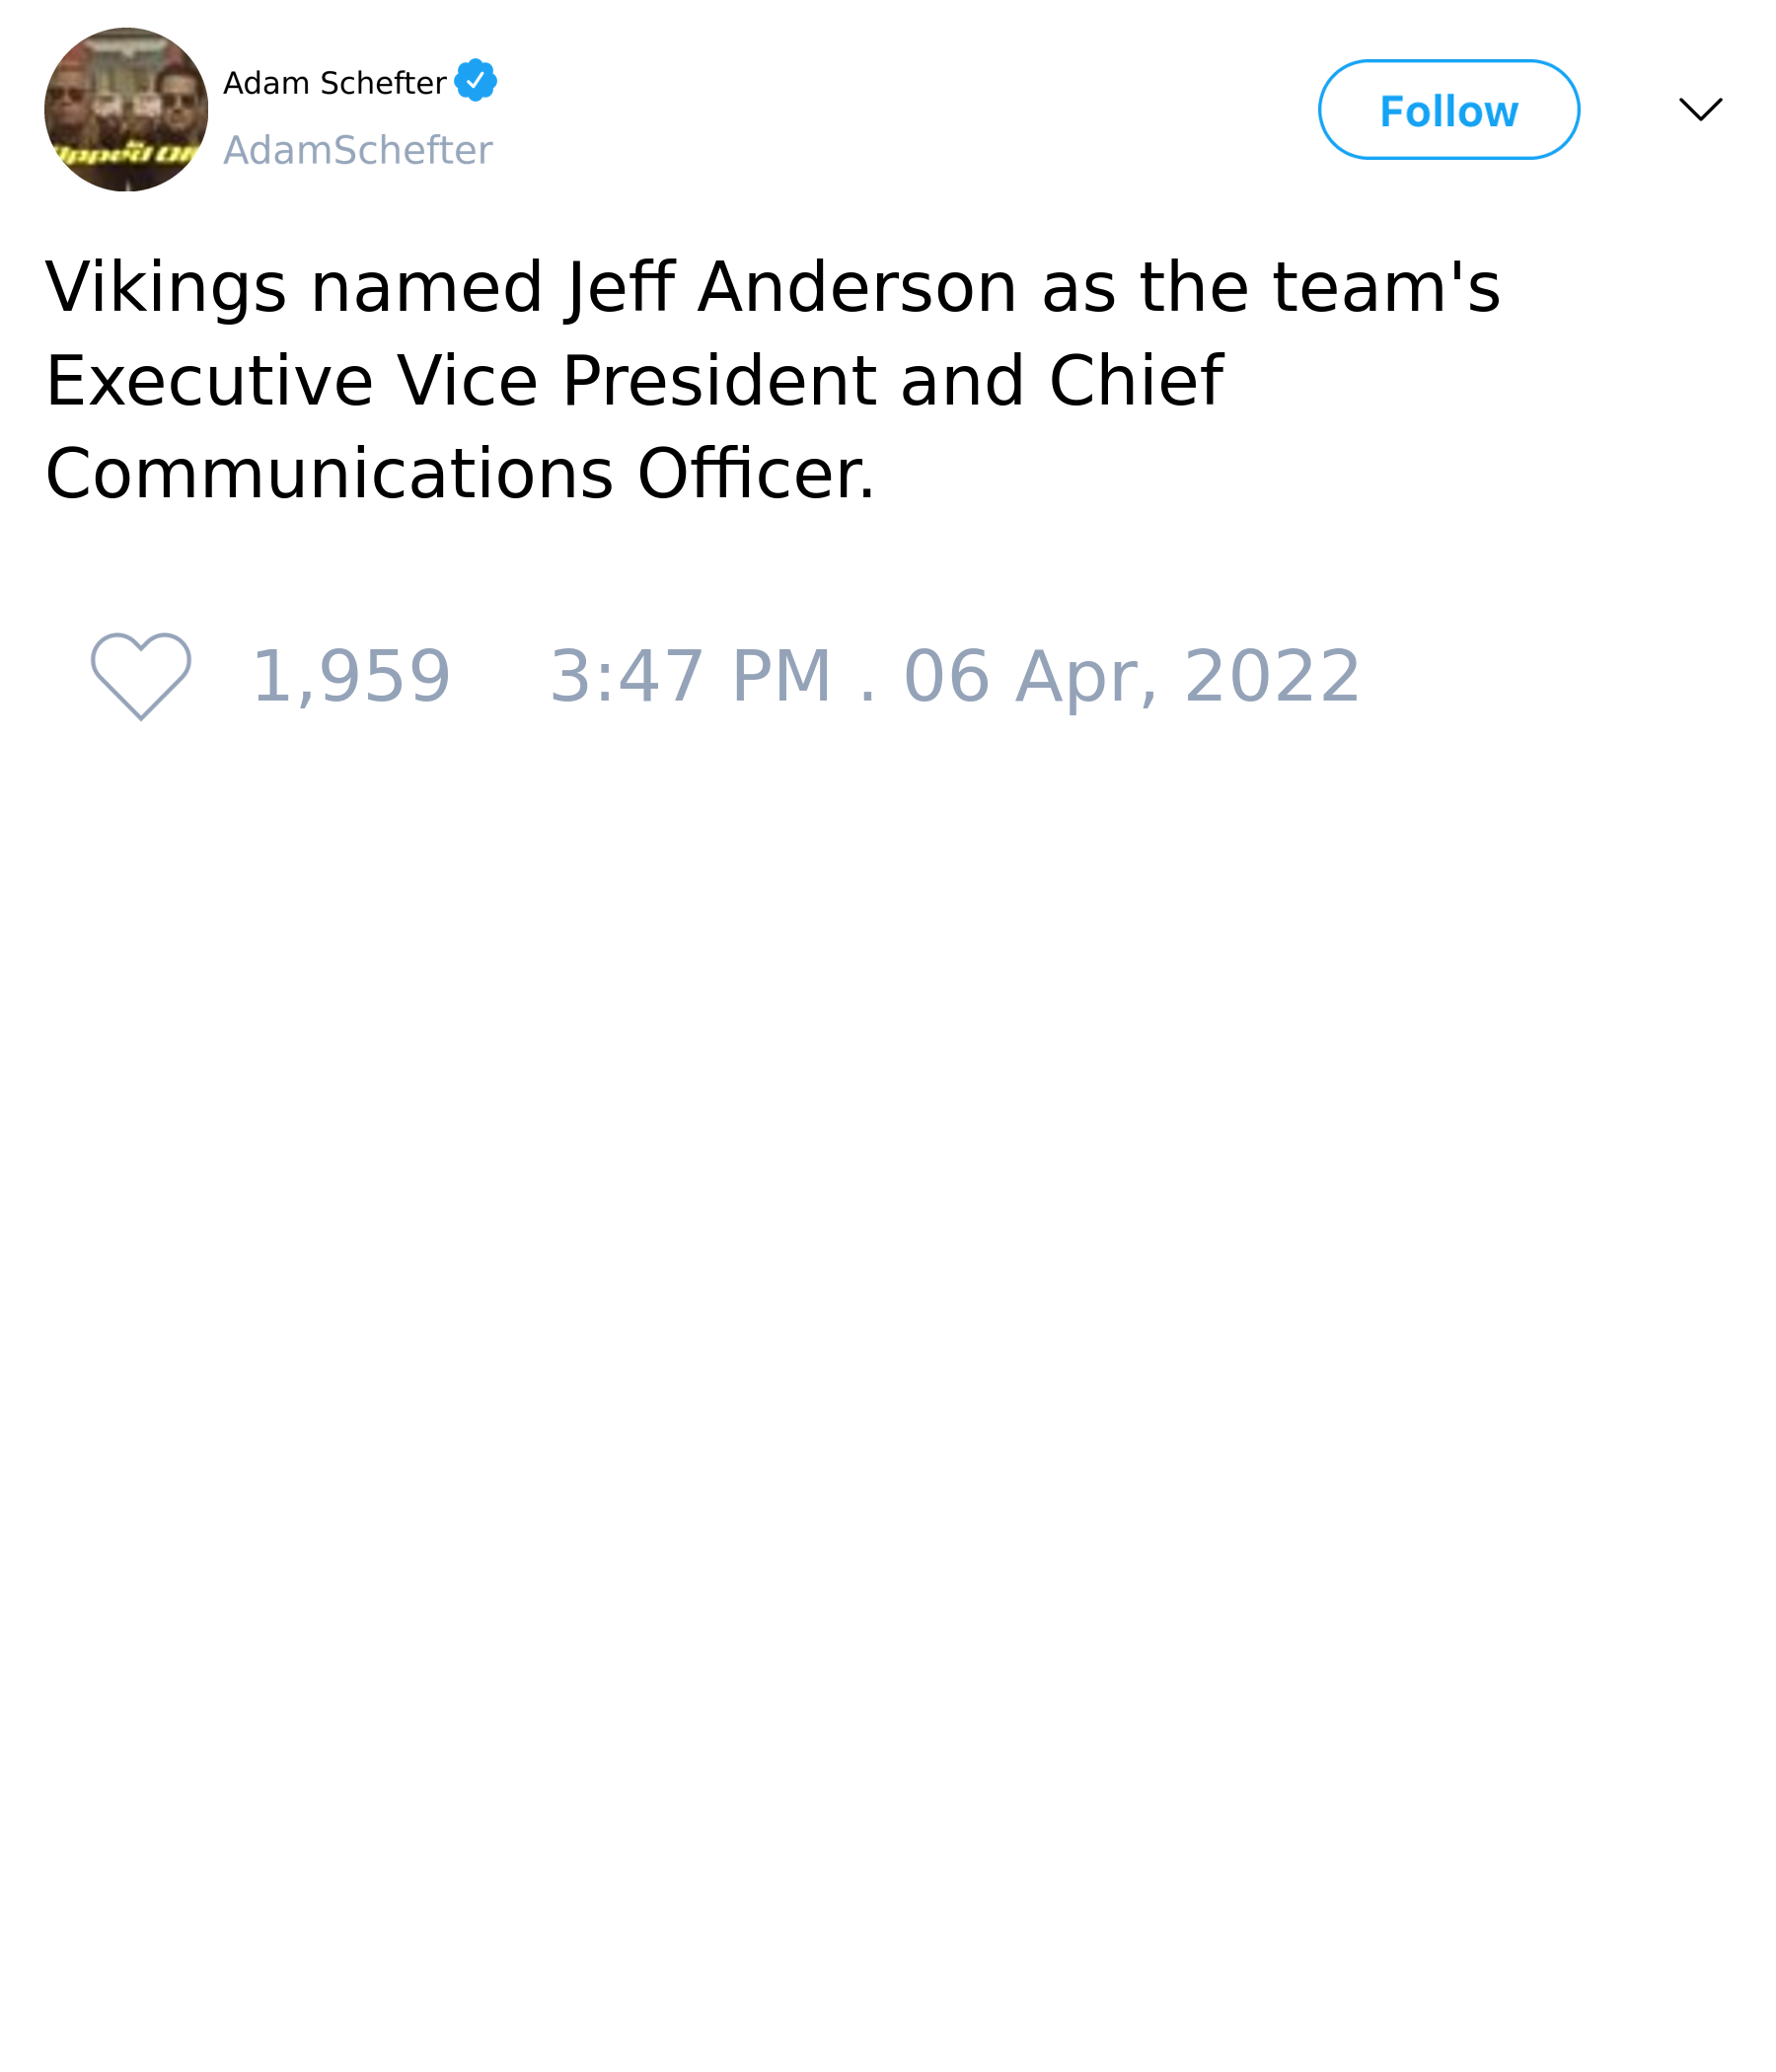 Adam Schefter
AdamSchefter
Follow
Vikings named Jeff Anderson as the team's
Executive Vice President and Chief
Communications Officer.
1,959 3:47 PM . 06 Apr, 2022